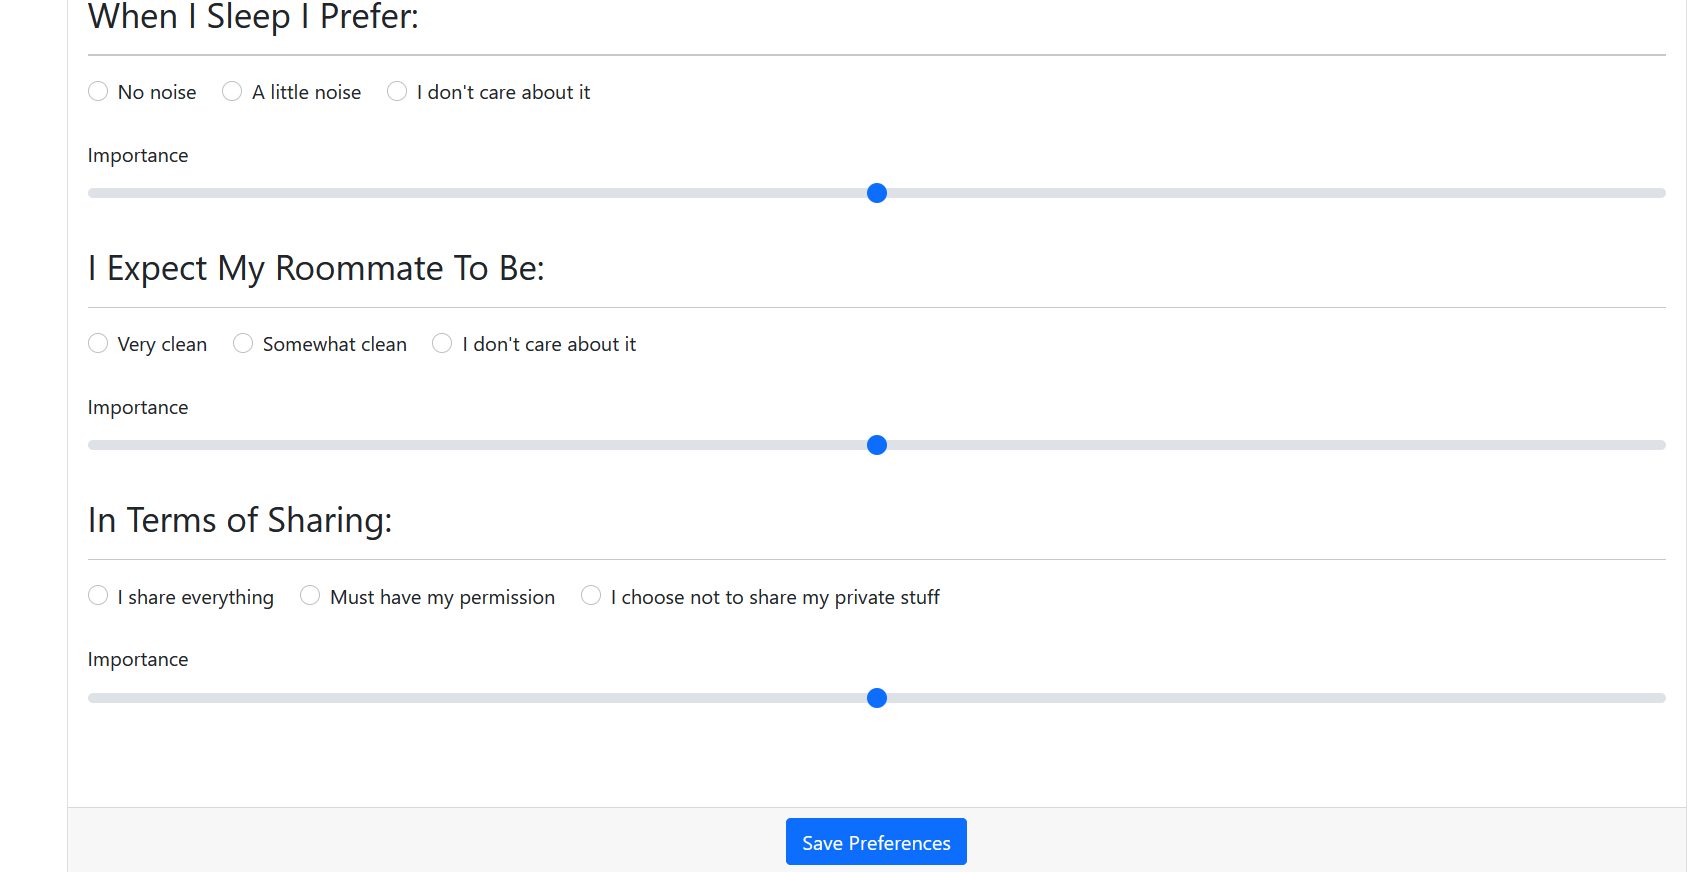 When I Sleep I Prefer:
No noise A little noise I don't care about it
Importance
I Expect My Roommate To Be:
Very clean Somewhat clean I don't care about it
Importance
In Terms of Sharing:
I share everything Must have my permission I choose not to share my private stuff
Importance
Save Preferences